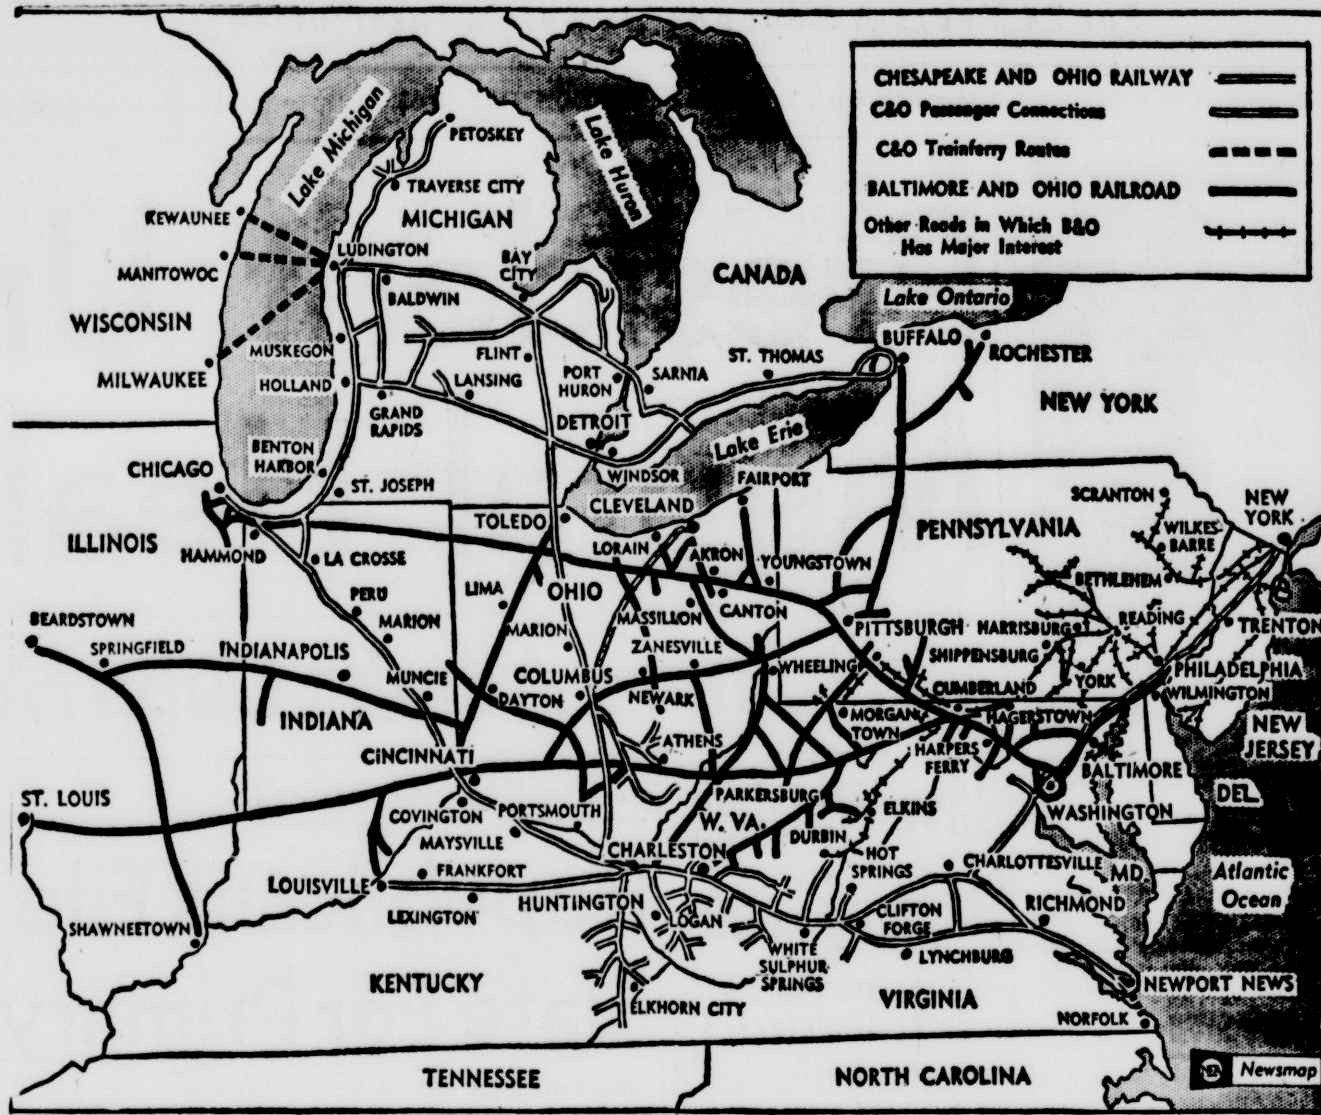 CHESAPEAKE AND OHIO RAILWAY
C&O Passenger Connections
C&O Trainferry Routes
BALTIMORE AND OHIO RAILROAD
Other Roads in Which B&O
Has Major Interest
Lake Michigan
Lake Huron
PETOSKEY
TRAVERSE CITY
MICHIGAN
KEWAUNEE
LUDINGTON
MANITOWOC
BAY
CITY
CANADA
BALDWIN
Lake Ontario
WISCONSIN
BUFFALO
ROCHESTER
MUSKEGON
FLINT
ST. THOMAS
MILWAUKEE
HOLLAND
LANSING
PORT
HURON
SARNIA
NEW YORK
GRAND
RAPIDS
DETROIT
Lake Erie
BENTON
HARBOR
CHICAGO
WINDSOR
FAIRPORT
ST. JOSEPH
CLEVELAND
SCRANTON
NEW
YORK
TOLEDO
PENNSYLVANIA
WILKES
BARRE
ILLINOIS
HAMMOND
LA CROSSE
LORAIN
AKRON
YOUNGSTOWN
BETHLEHEM
LIMA
OHIO
PERU
CANTON
BEARDSTOWN
MARION
MARION
MASSILLON
PITTSBURGH
HARRISBURG
READING
TRENTON
SPRINGFIELD
INDIANAPOLIS
ZANESVILLE
SHIPPENSBURG
MUNCIE
COLUMBUS
WHEELING
YORK
PHILADELPHIA
DAYTON
NEWARK
CUMBERLAND
WILMINGTON
INDIANA
MORGAN
TOWN
HAGERSTOWN
NEW
JERSEY
ATHENS
CINCINNATI
HARPERS
FERRY
BALTIMORE
ST. LOUIS
PARKERSBURG
DEL.
COVINGTON
PORTSMOUTH
W. VA.
ELKINS
WASHINGTON
MAYSVILLE
DURBIN
CHARLESTON
HOT
SPRINGS
CHARLOTTESVILLE
MD.
Atlantic
Ocean
LOUISVILLE
FRANKFORT
LEXINGTON
HUNTINGTON
LOGAN
CLIFTON
FORGE
RICHMOND
SHAWNEETOWN
WHITE
SULPHUR
SPRINGS
LYNCHBURG
KENTUCKY
ELKHORN CITY
VIRGINIA
NEWPORT NEWS
NORFOLK
TENNESSEE
NORTH CAROLINA
NEA Newsmap